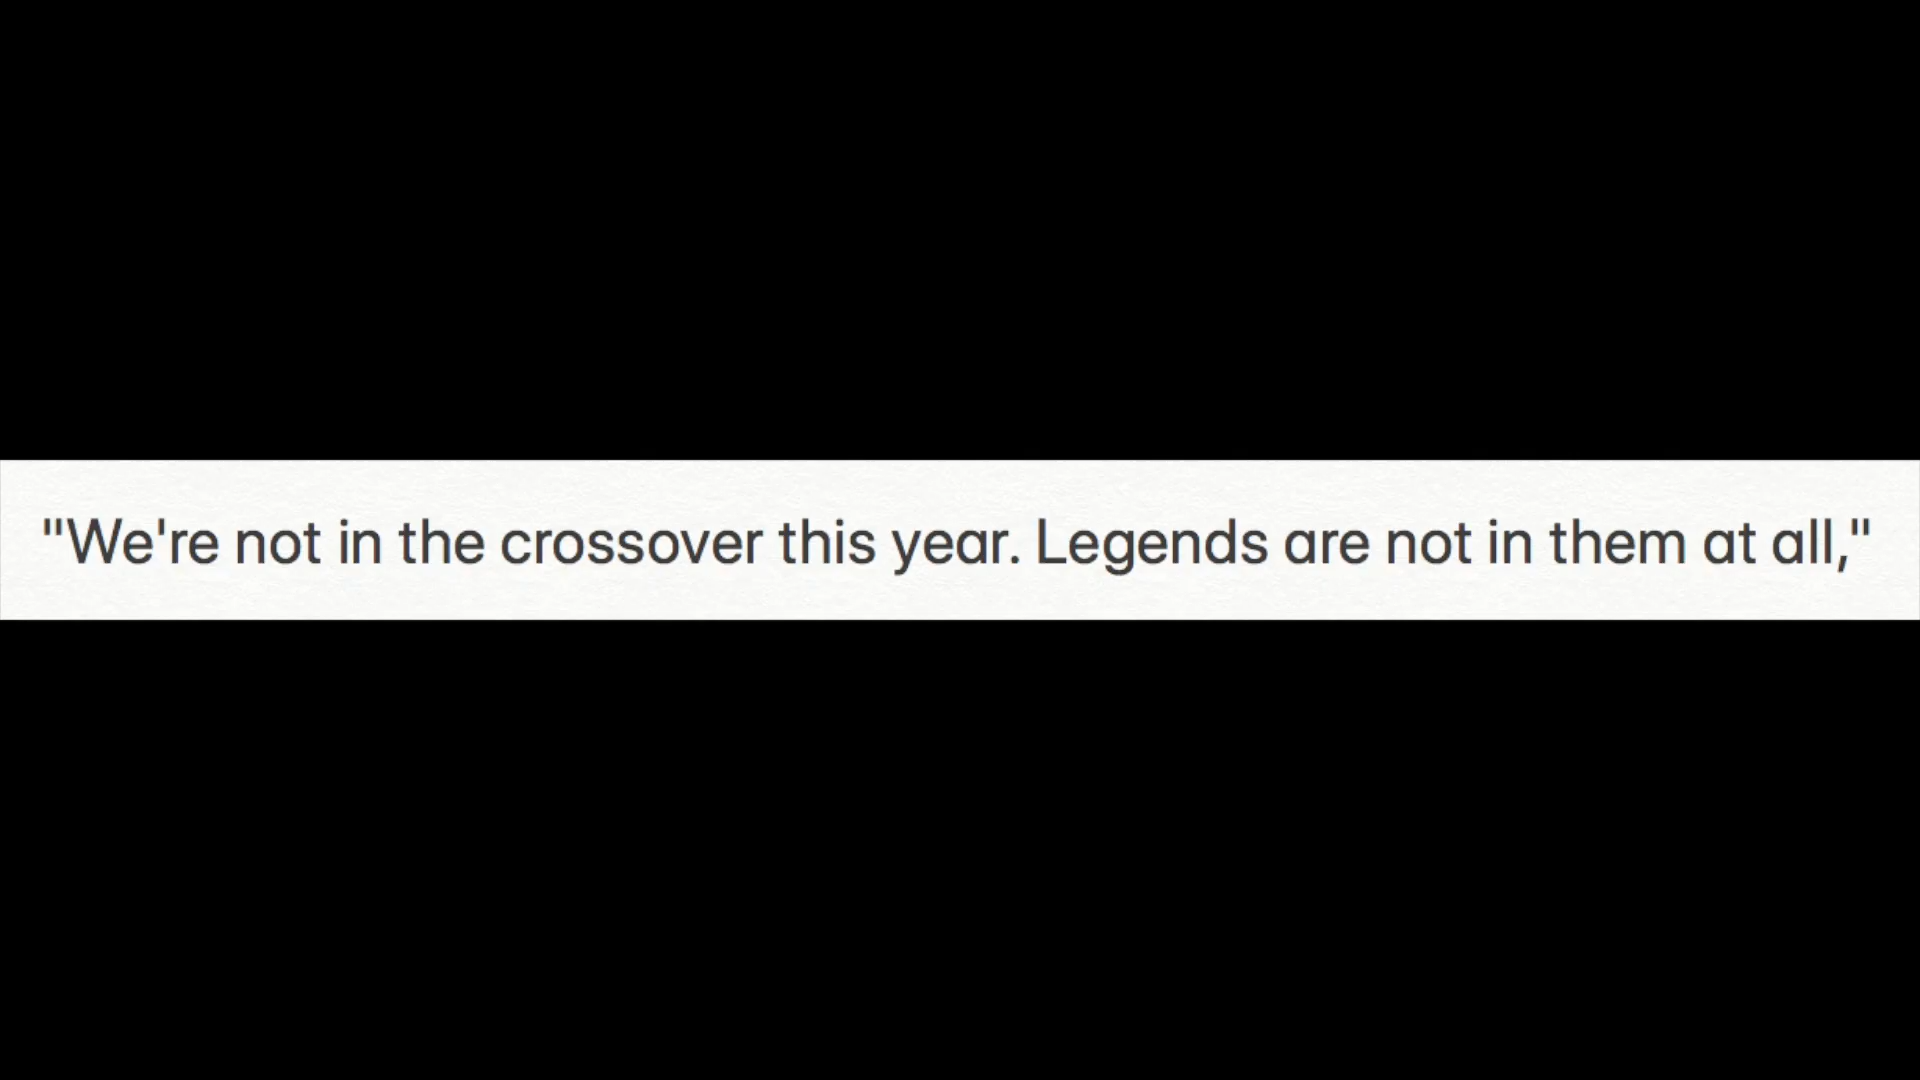 "We're not in the crossover this year. Legends are not in them at all,"